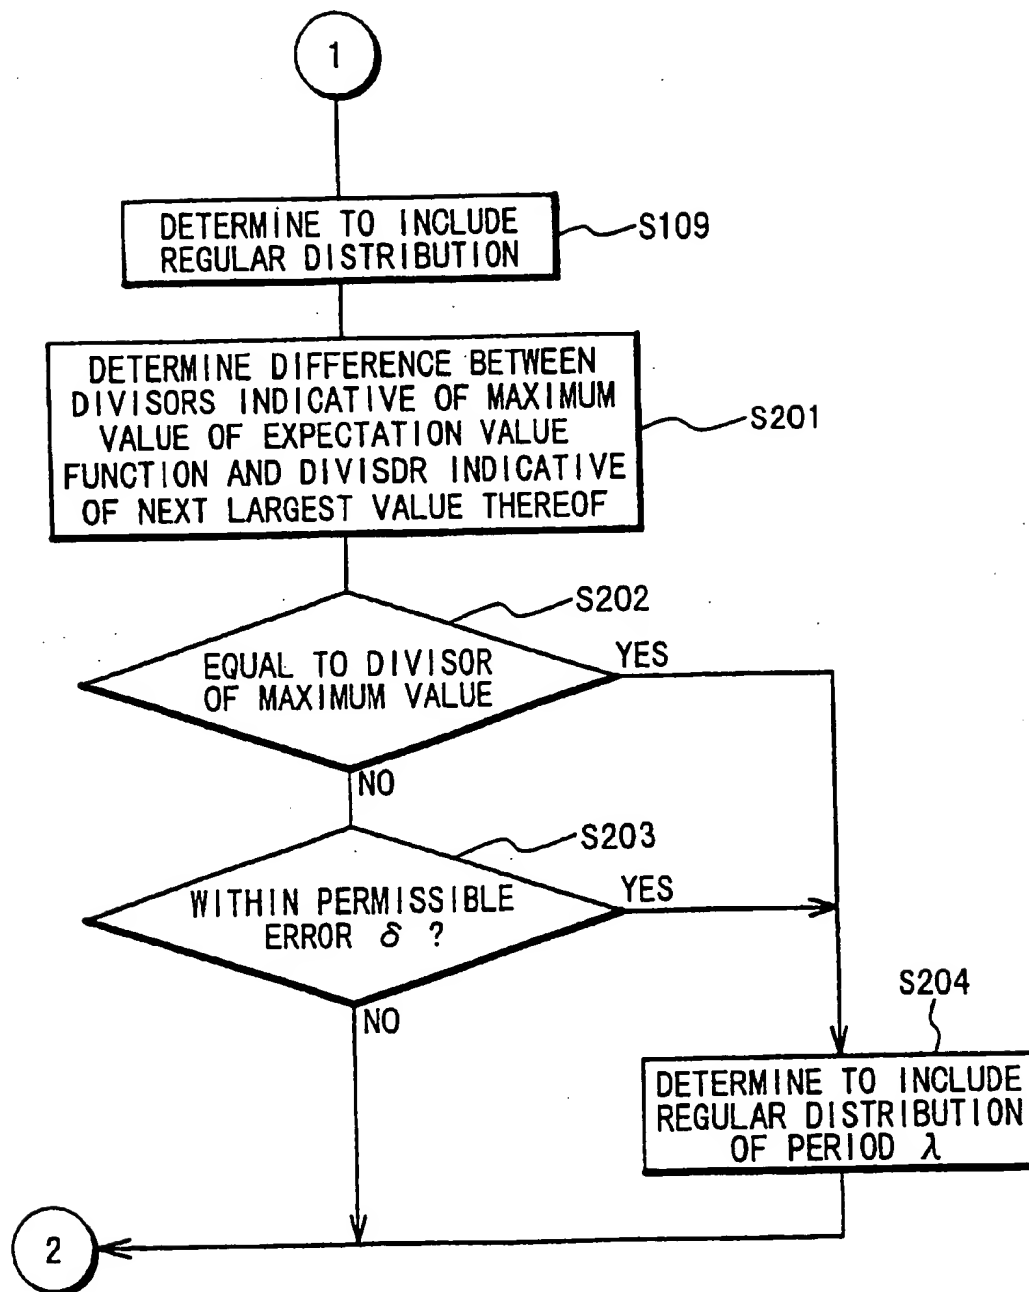 1
DETERMINE TO INCLUDE
REGULAR DISTRIBUTION
S109
DETERMINE DIFFERENCE BETWEEN
DIVISORS INDICATIVE OF MAXIMUM
VALUE OF EXPECTATION VALUE
FUNCTION AND DIVISDR INDICATIVE
OF NEXT LARGEST VALUE THEREOF
S201
S202
EQUAL TO DIVISOR
OF MAXIMUM VALUE
YES
NO
S203
WITHIN PERMISSIBLE
ERROR δ ?
YES
NO
S204
DETERMINE TO INCLUDE
REGULAR DISTRIBUTION
OF PERIOD λ
2